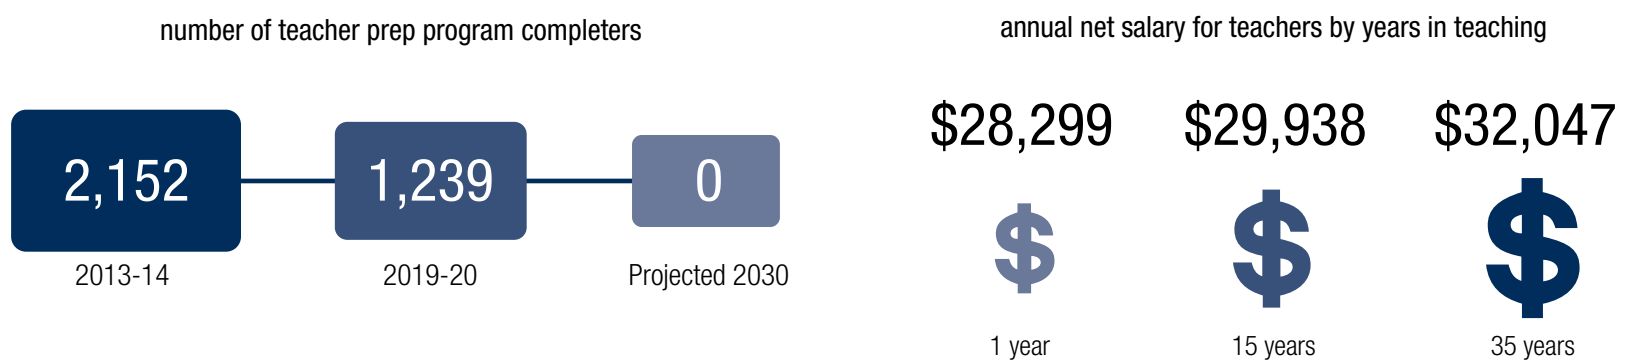 number of teacher prep program completers
2,152
1,239
0
2013-14
2019-20
Projected 2030
annual net salary for teachers by years in teaching
$28,299
$29,938
$32,047
$
$
$
1 year
15 years
35 years